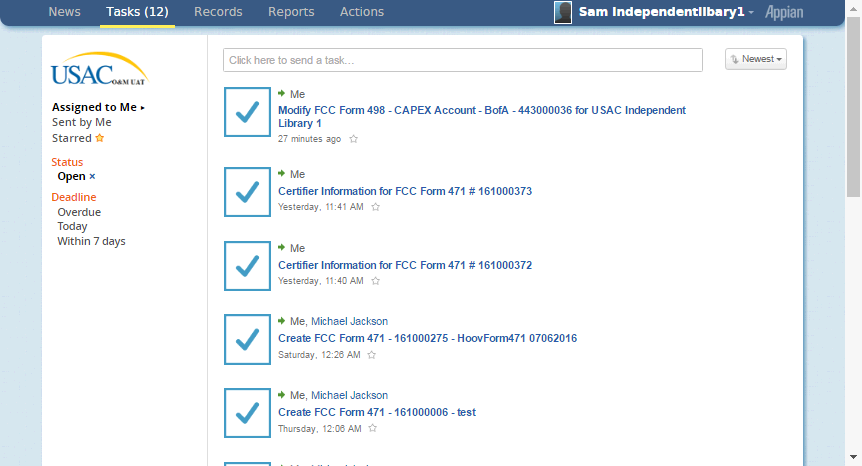 News Tasks (12) Records Reports Actions Sam Independentlibary1 Appian
USAC O&M UAT
Assigned to Me
Sent by Me
Starred
Status
Open ×
Deadline
Overdue
Today
Within 7 days
Click here to send a task...
Newest
Me
Modify FCC Form 498 - CAPEX Account - BofA - 443000036 for USAC Independent
Library 1
27 minutes ago
Me
Certifier Information for FCC Form 471 # 161000373
Yesterday, 11:41 AM
Me
Certifier Information for FCC Form 471 # 161000372
Yesterday, 11:40 AM
Me, Michael Jackson
Create FCC Form 471 - 161000275 - HoovForm471 07062016
Saturday, 12:26 AM
Me, Michael Jackson
Create FCC Form 471 - 161000006 - test
Thursday, 12:06 AM